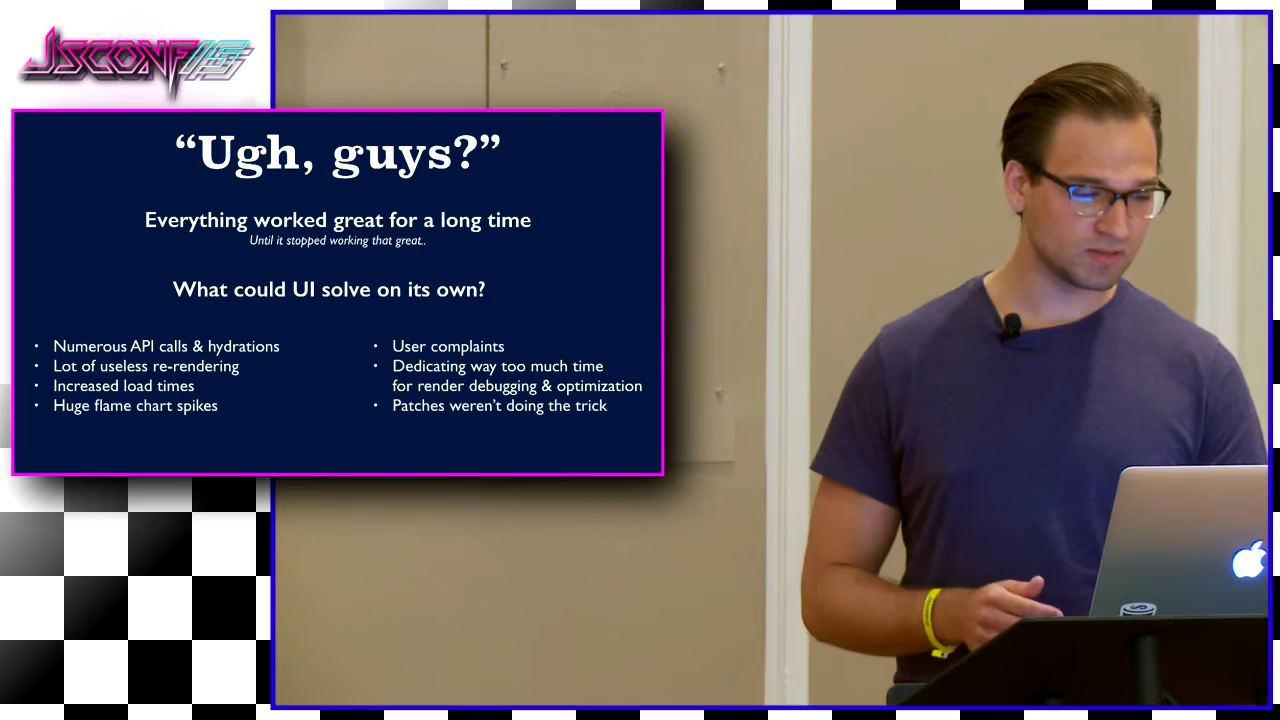 JSCONF15
“Ugh, guys?”
Everything worked great for a long time
Until it stopped working that great..
What could UI solve on its own?
• Numerous API calls & hydrations
• Lot of useless re-rendering
• Increased load times
• Huge flame chart spikes
• User complaints
• Dedicating way too much time
for render debugging & optimization
• Patches weren’t doing the trick